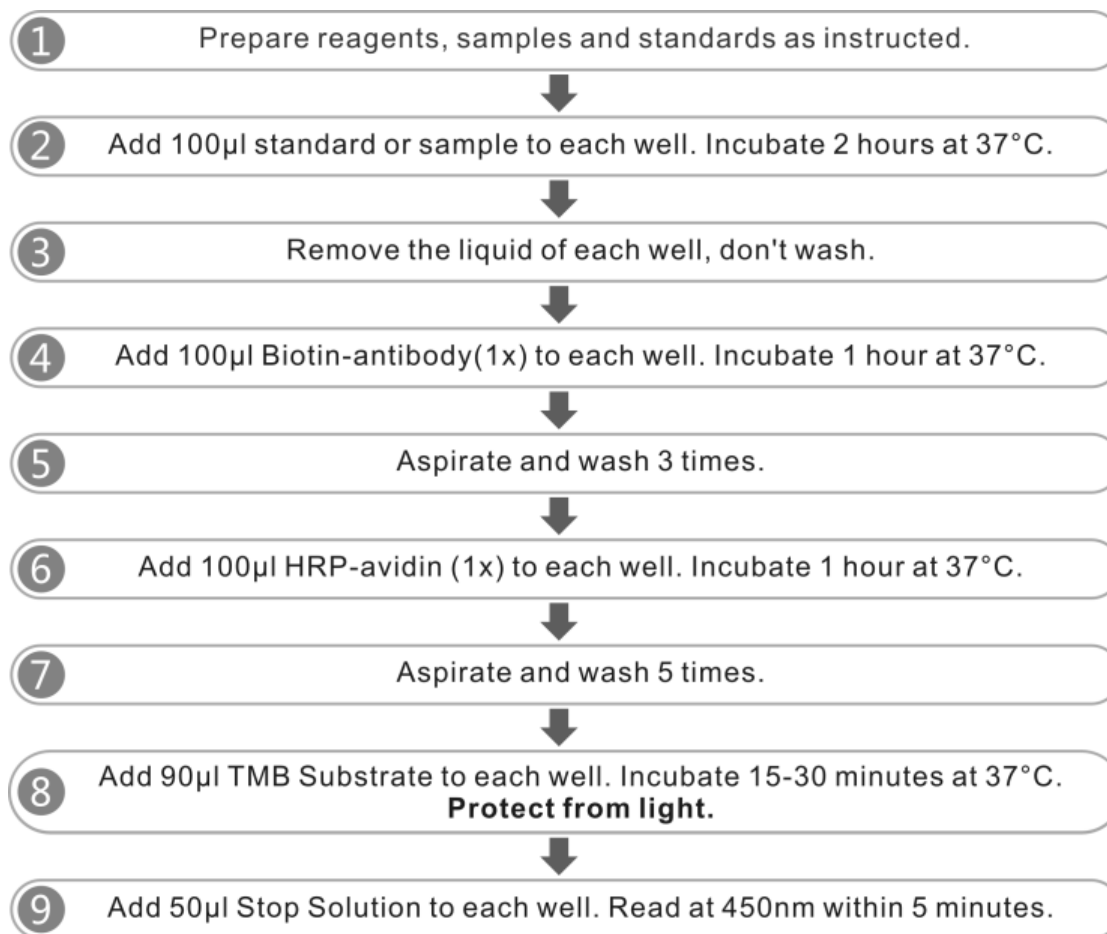 1 Prepare reagents, samples and standards as instructed.
2 Add 100µl standard or sample to each well. Incubate 2 hours at 37°C.
3 Remove the liquid of each well, don't wash.
4 Add 100µl Biotin-antibody(1x) to each well. Incubate 1 hour at 37°C.
5 Aspirate and wash 3 times.
6 Add 100µl HRP-avidin (1x) to each well. Incubate 1 hour at 37°C.
7 Aspirate and wash 5 times.
8 Add 90µl TMB Substrate to each well. Incubate 15-30 minutes at 37°C.
Protect from light.
9 Add 50µl Stop Solution to each well. Read at 450nm within 5 minutes.